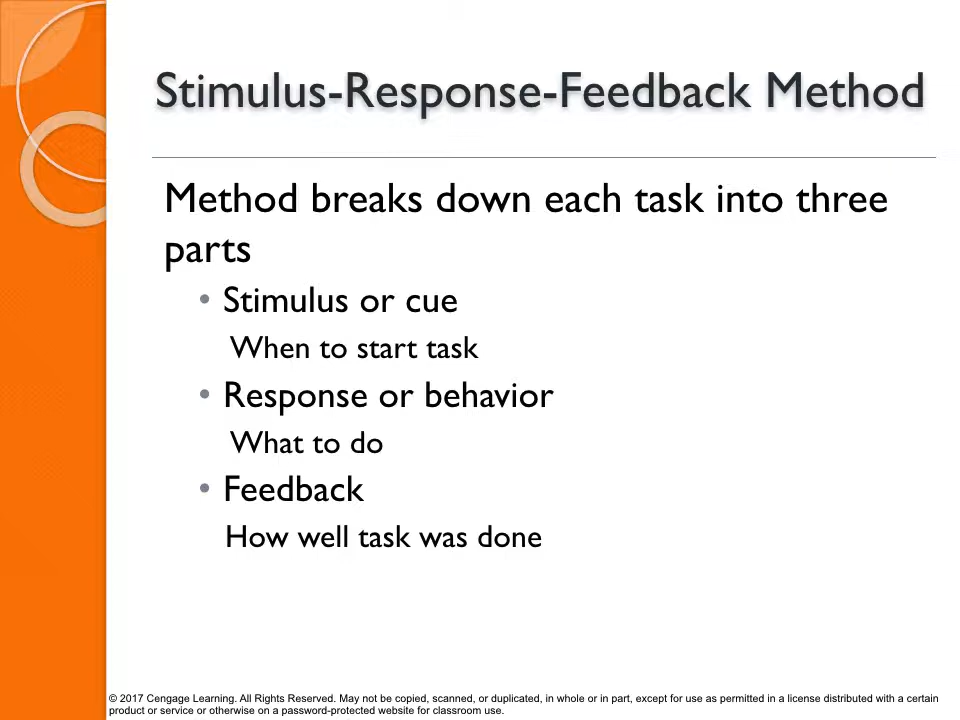 Stimulus-Response-Feedback Method
Method breaks down each task into three
parts
• Stimulus or cue
When to start task
• Response or behavior
What to do
• Feedback
How well task was done
© 2017 Cengage Learning. All Rights Reserved. May not be copied, scanned, or duplicated, in whole or in part, except for use as permitted in a license distributed with a certain
product or service or otherwise on a password-protected website for classroom use.